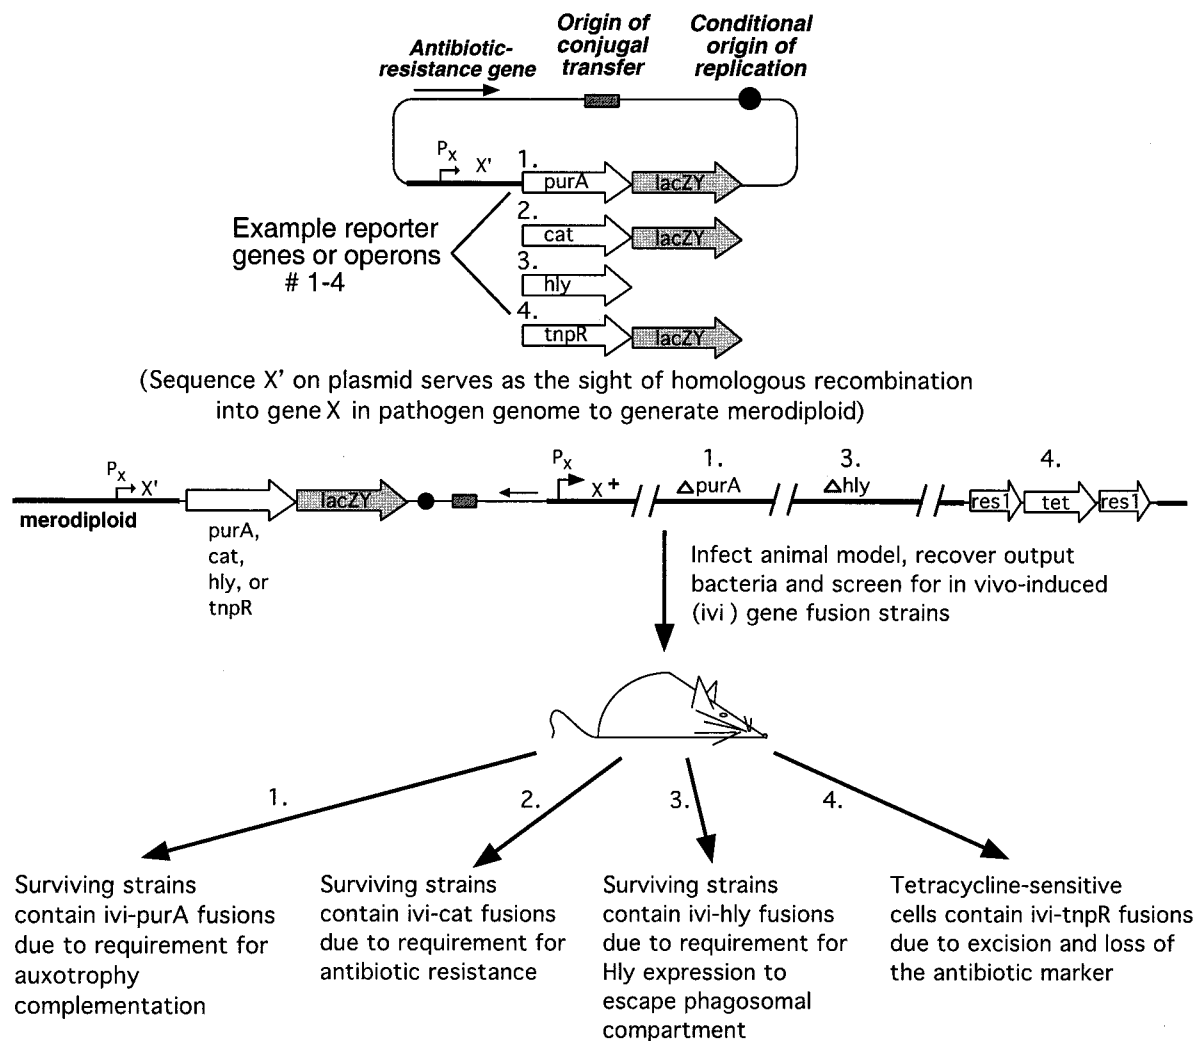 Antibiotic-
resistance gene
Origin of
conjugal
transfer
Conditional
origin of
replication
PX
X'
1.
purA
lacZY
Example reporter
genes or operons
# 1-4
2.
cat
lacZY
3.
hly
4.
tnpR
lacZY
(Sequence X' on plasmid serves as the sight of homologous recombination
into gene X in pathogen genome to generate merodiploid)
PX
X'
lacZY
PX
X+
1.
ΔpurA
3.
Δhly
4.
res1
tet
res1
merodiploid
purA,
cat,
hly, or
tnpR
Infect animal model, recover output
bacteria and screen for in vivo-induced
(ivi ) gene fusion strains
1.
2.
3.
4.
Surviving strains
contain ivi-purA fusions
due to requirement for
auxotrophy
complementation
Surviving strains
contain ivi-cat fusions
due to requirement for
antibiotic resistance
Surviving strains
contain ivi-hly fusions
due to requirement for
Hly expression to
escape phagosomal
compartment
Tetracycline-sensitive
cells contain ivi-tnpR fusions
due to excision and loss of
the antibiotic marker